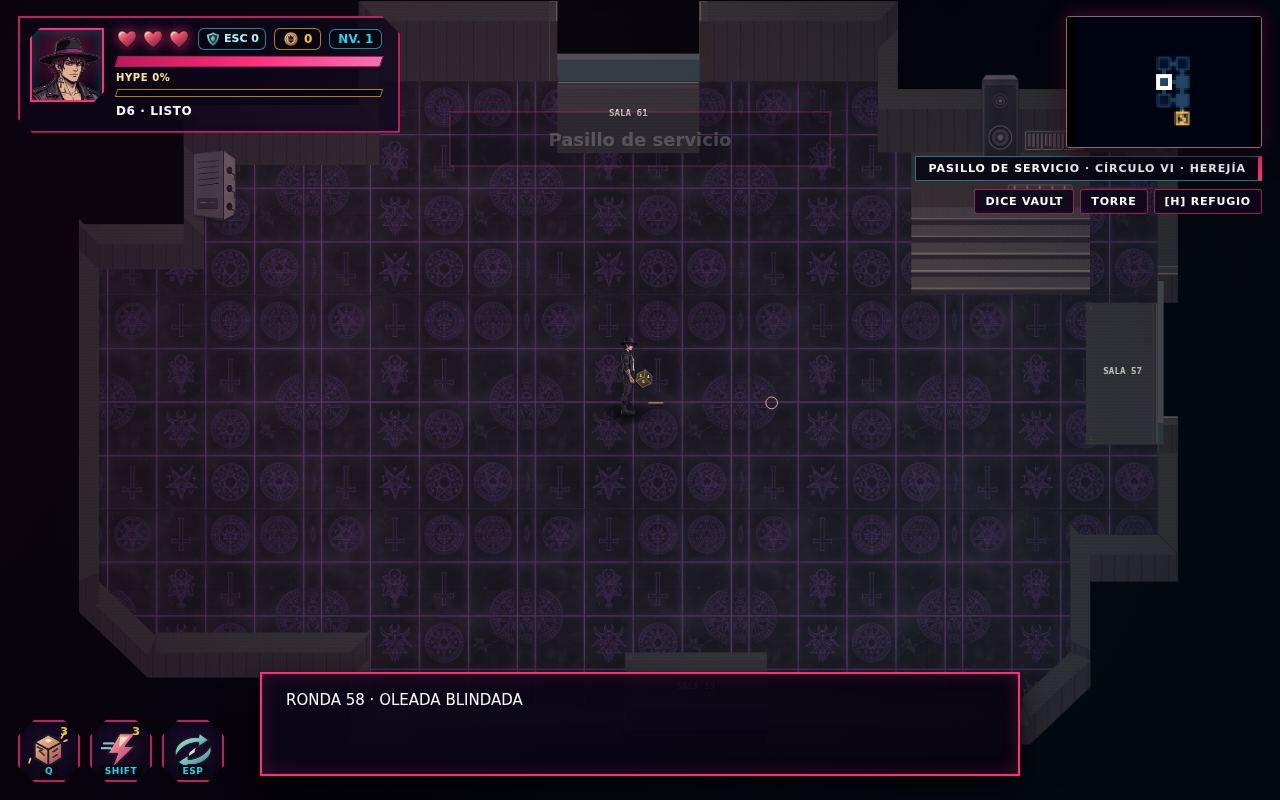 ESC 0
0
NV. 1
HYPE 0%
D6 · LISTO
SALA 61
Pasillo de servicio
PASILLO DE SERVICIO · CÍRCULO VI · HEREJÍA
DICE VAULT
TORRE
[H] REFUGIO
SALA 57
RONDA 58 · OLEADA BLINDADA
3
Q
3
SHIFT
ESP